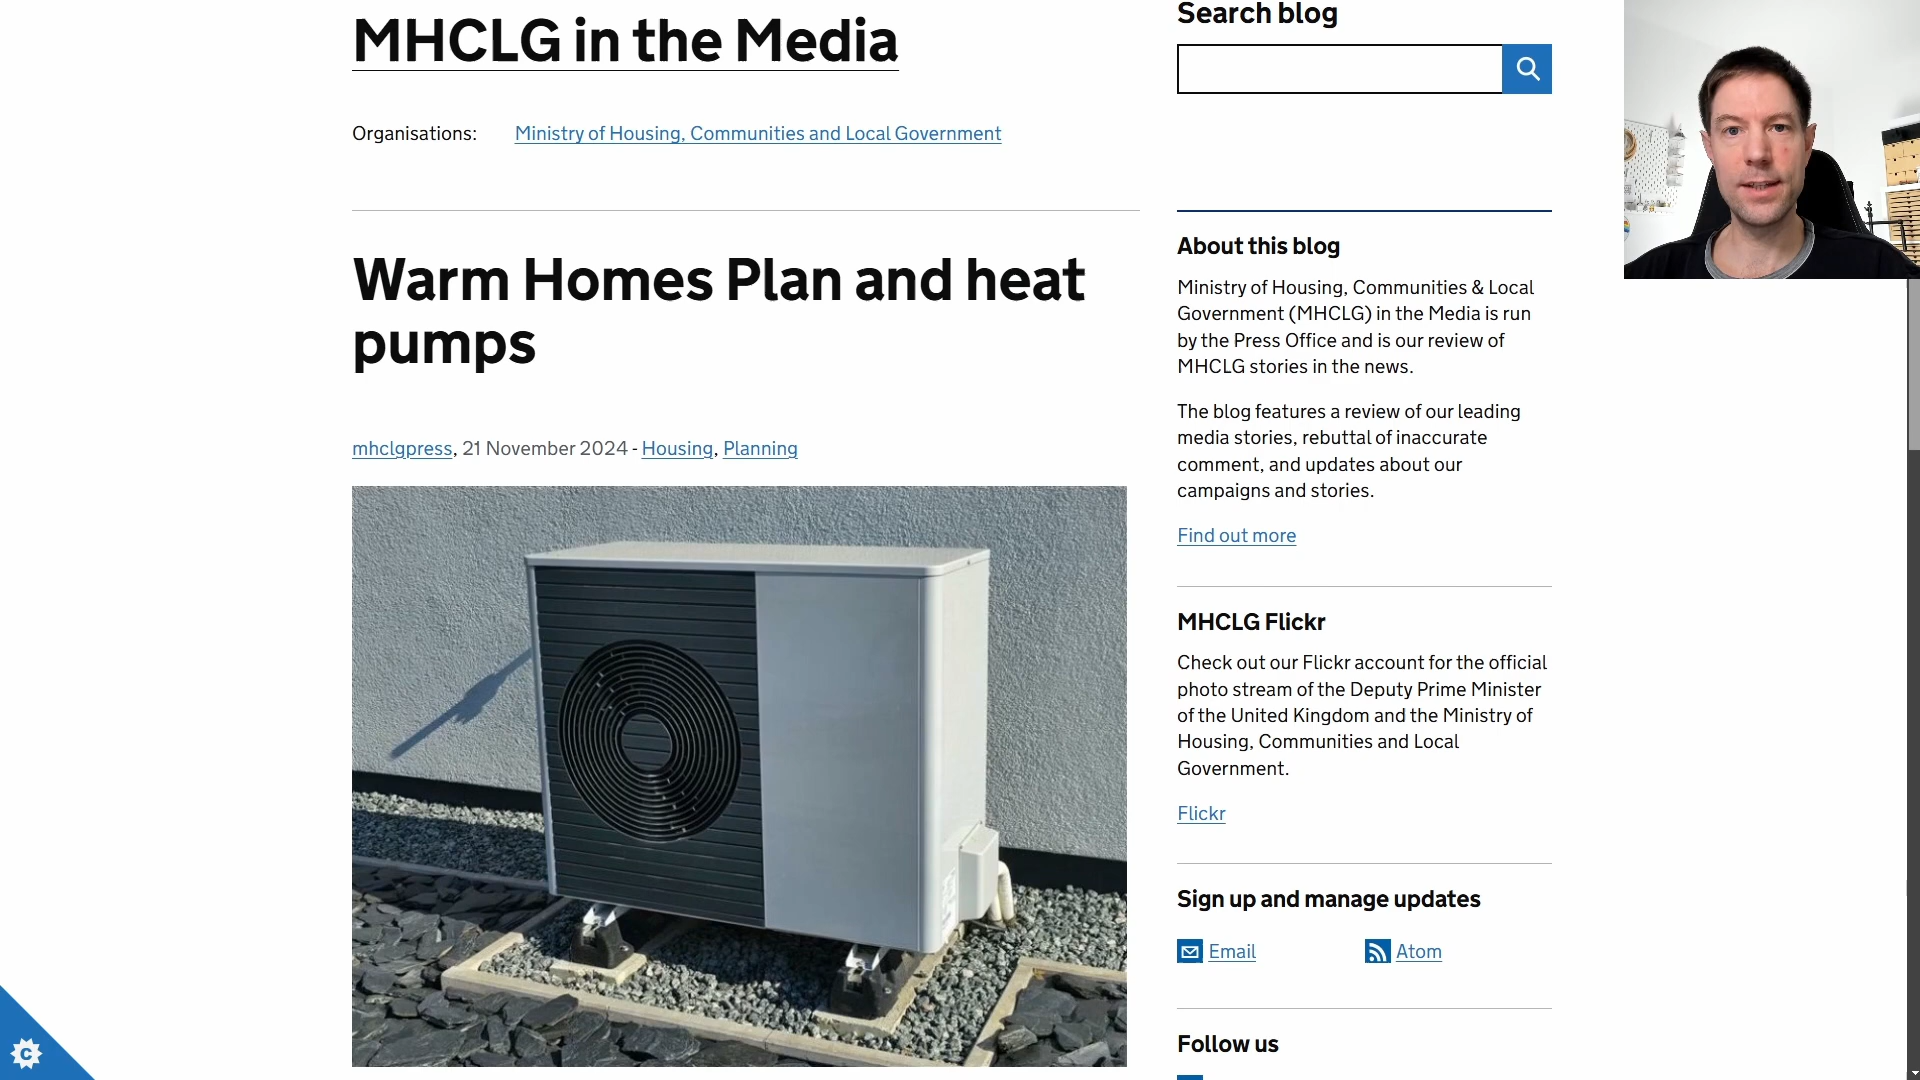 MHCLG in the Media
Organisations: Ministry of Housing, Communities and Local Government
Warm Homes Plan and heat
pumps
mhclgpress, 21 November 2024 - Housing, Planning
Search blog
About this blog
Ministry of Housing, Communities & Local
Government (MHCLG) in the Media is run
by the Press Office and is our review of
MHCLG stories in the news.
The blog features a review of our leading
media stories, rebuttal of inaccurate
comment, and updates about our
campaigns and stories.
Find out more
MHCLG Flickr
Check out our Flickr account for the official
photo stream of the Deputy Prime Minister
of the United Kingdom and the Ministry of
Housing, Communities and Local
Government.
Flickr
Sign up and manage updates
Email Atom
Follow us
C